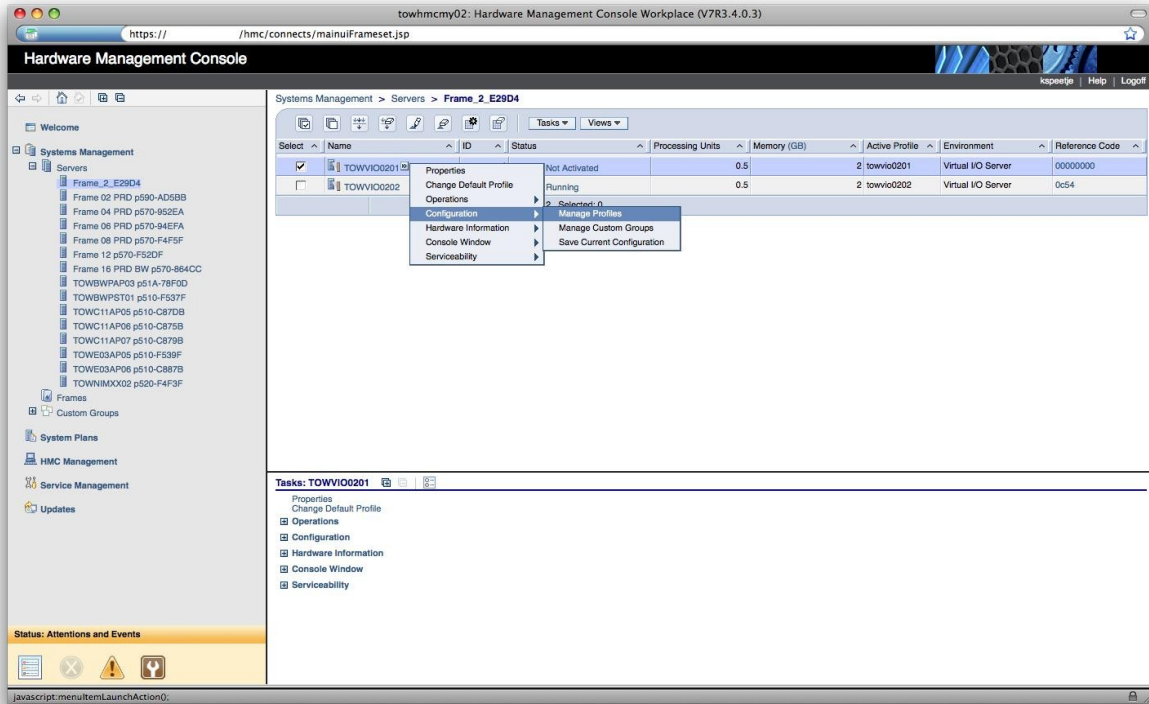 towhmcmy02: Hardware Management Console Workplace (V7R3.4.0.3)
https:// /hmc/connects/mainuiFrameset.jsp
Hardware Management Console
kspeetje | Help | Logoff
Welcome
Systems Management
Servers
Frame_2_E29D4
Frame 02 PRD p590-AD5BB
Frame 04 PRD p570-952EA
Frame 06 PRD p570-94EFA
Frame 08 PRD p570-F4F5F
Frame 12 p570-F52DF
Frame 16 PRD BW p570-864CC
TOWBWPAP03 p51A-78F0D
TOWBWPST01 p510-F537F
TOWC11AP05 p510-C87DB
TOWC11AP06 p510-C875B
TOWC11AP07 p510-C879B
TOWE03AP05 p510-F539F
TOWE03AP06 p510-C887B
TOWNIMXX02 p520-F4F3F
Frames
Custom Groups
System Plans
HMC Management
Service Management
Updates
Status: Attentions and Events
Systems Management > Servers > Frame_2_E29D4
Tasks Views
Select Name ID Status Processing Units Memory (GB) Active Profile Environment Reference Code
TOWVIO0201 Not Activated 0.5 2 towvio0201 Virtual I/O Server 00000000
TOWVIO0202 Running 0.5 2 towvio0202 Virtual I/O Server 0c54
2 Selected: 0
Properties
Change Default Profile
Operations
Configuration
Hardware Information
Console Window
Serviceability
Manage Profiles
Manage Custom Groups
Save Current Configuration
Tasks: TOWVIO0201
Properties
Change Default Profile
Operations
Configuration
Hardware Information
Console Window
Serviceability
javascript:menuItemLaunchAction();